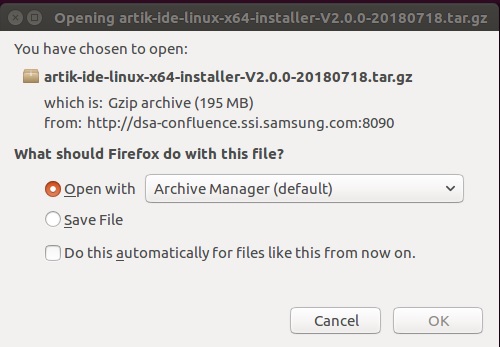 Opening artik-ide-linux-x64-installer-V2.0.0-20180718.tar.gz
You have chosen to open:
artik-ide-linux-x64-installer-V2.0.0-20180718.tar.gz
which is: Gzip archive (195 MB)
from: http://dsa-confluence.ssi.samsung.com:8090
What should Firefox do with this file?
Open with Archive Manager (default)
Save File
Do this automatically for files like this from now on.
Cancel OK